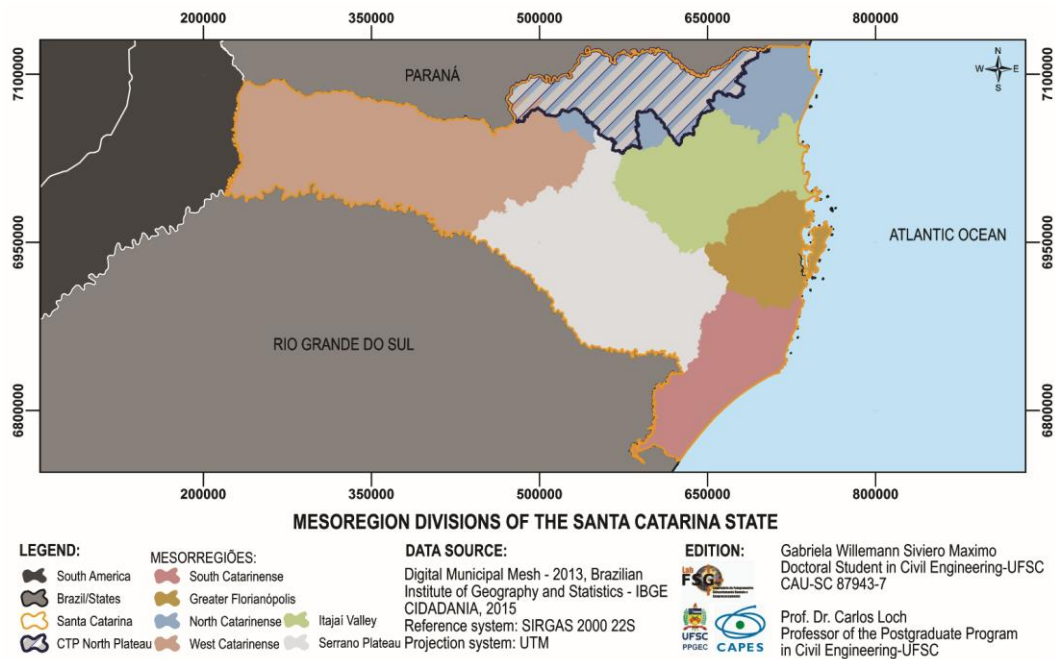 200000 350000 500000 650000 800000
7100000 7100000
PARANÁ
N
W E
S
6950000 6950000
ATLANTIC OCEAN
RIO GRANDE DO SUL
6800000 6800000
200000 350000 500000 650000 800000
MESOREGION DIVISIONS OF THE SANTA CATARINA STATE
LEGEND:
South America
Brazil/States
Santa Catarina
CTP North Plateau
MESORREGIÕES:
South Catarinense
Greater Florianópolis
North Catarinense
West Catarinense
Itajaí Valley
Serrano Plateau
DATA SOURCE:
Digital Municipal Mesh - 2013, Brazilian
Institute of Geography and Statistics - IBGE
CIDADANIA, 2015
Reference system: SIRGAS 2000 22S
Projection system: UTM
EDITION:
Lab
FSG
UFSC
PPGEC
CAPES
Gabriela Willemann Siviero Maximo
Doctoral Student in Civil Engineering-UFSC
CAU-SC 87943-7
Prof. Dr. Carlos Loch
Professor of the Postgraduate Program
in Civil Engineering-UFSC